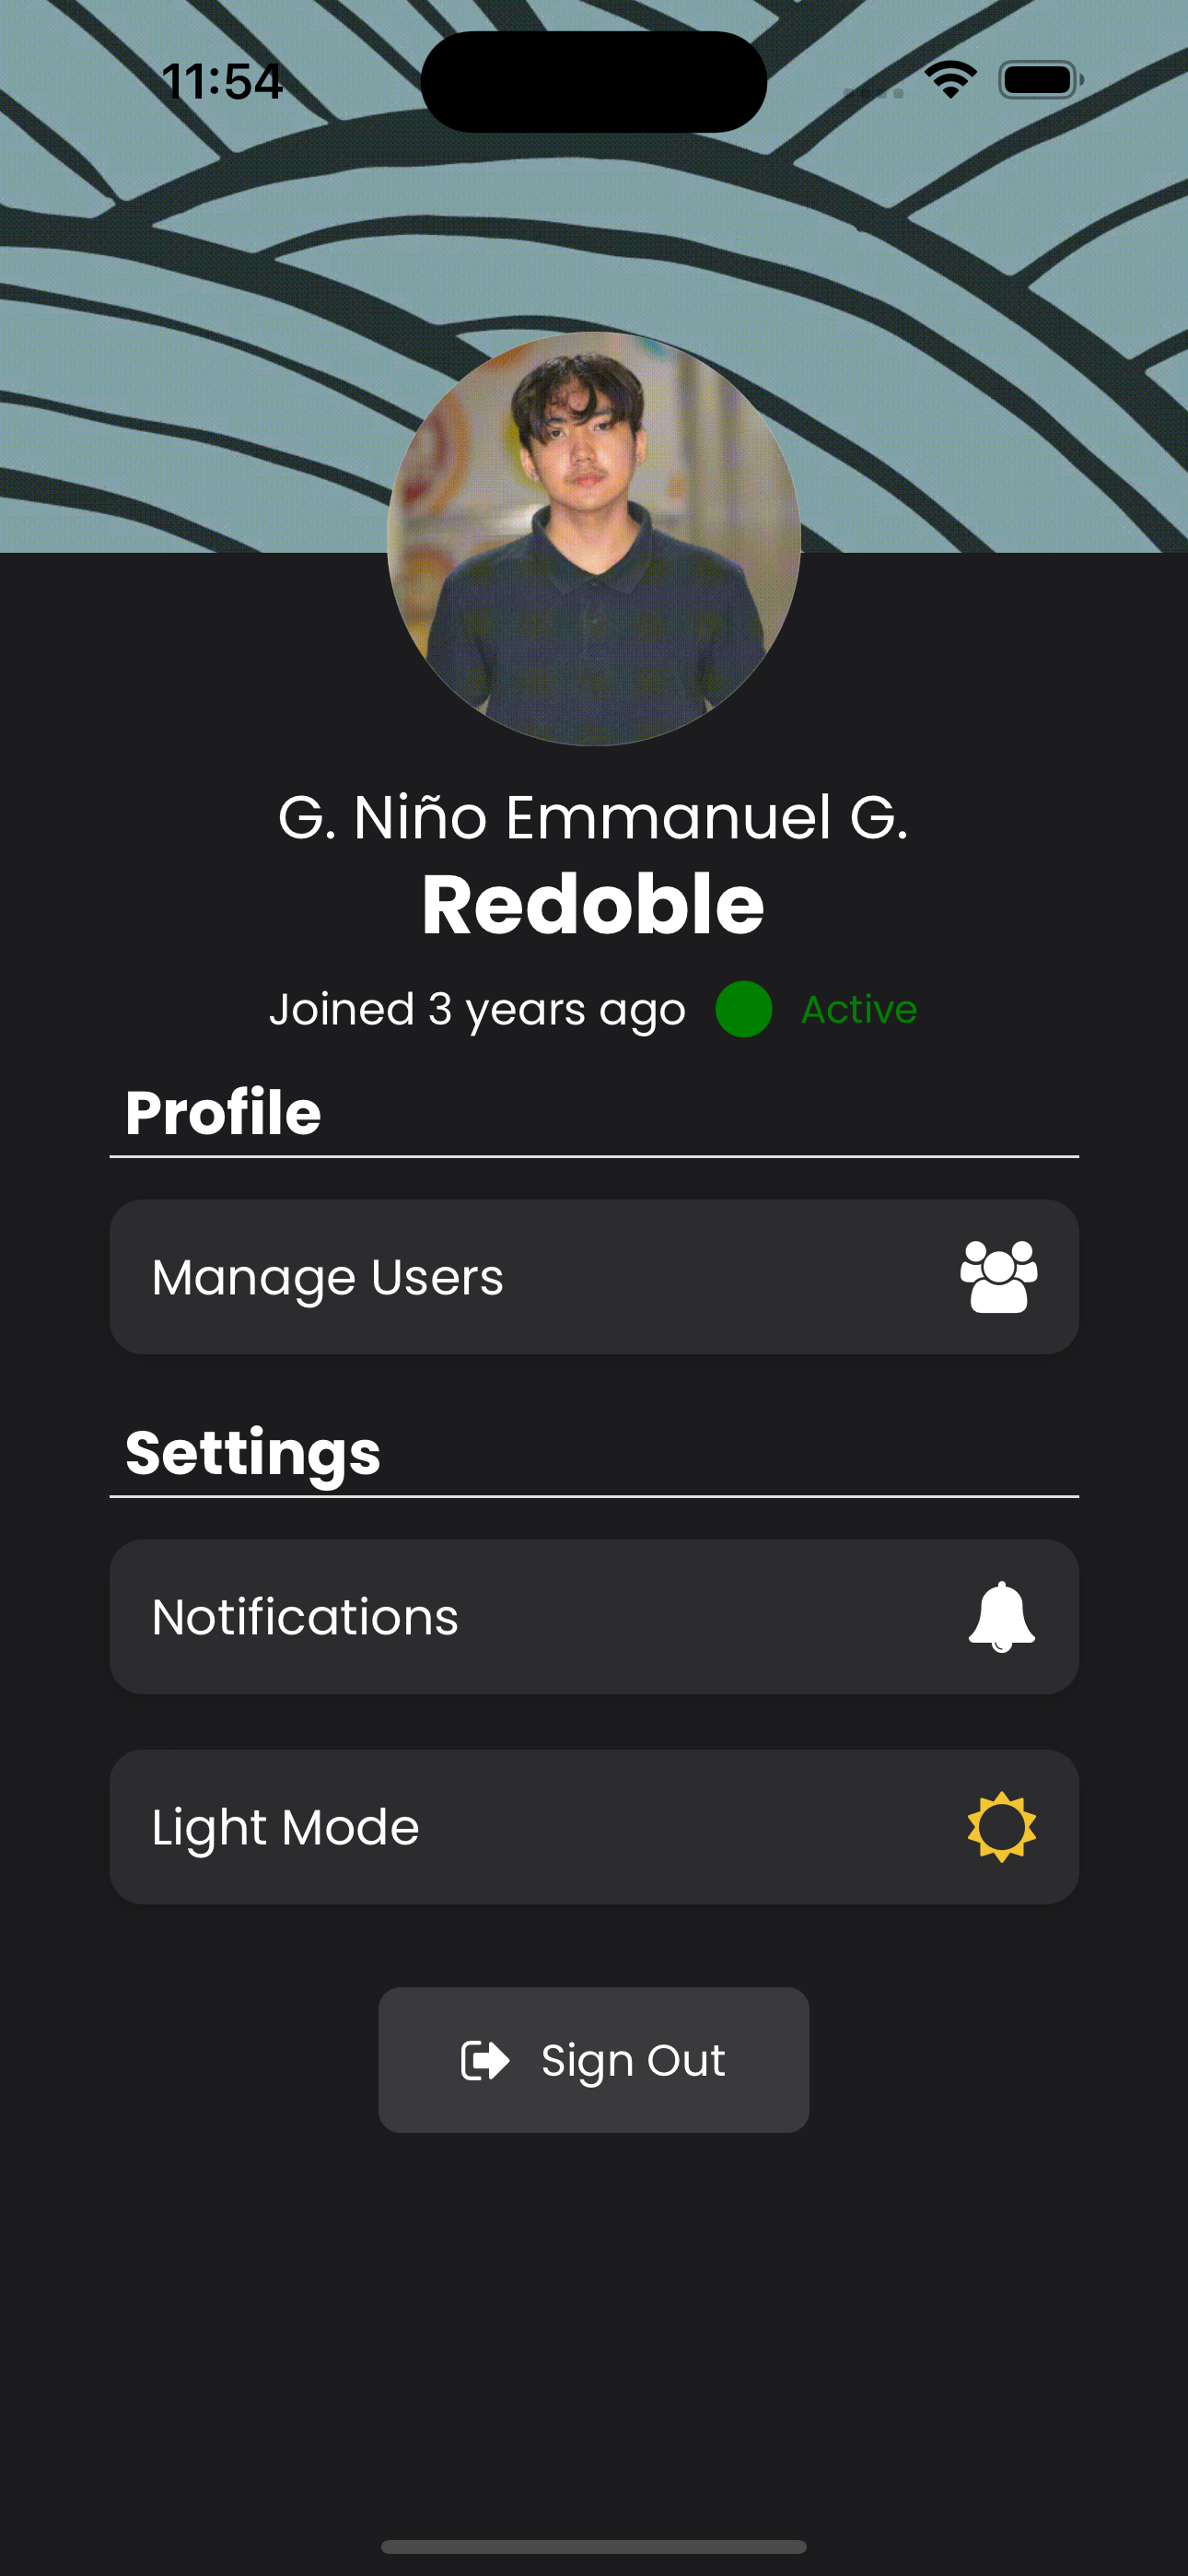 11:54
G. Niño Emmanuel G.
Redoble
Joined 3 years ago Active
Profile
Manage Users
Settings
Notifications
Light Mode
Sign Out